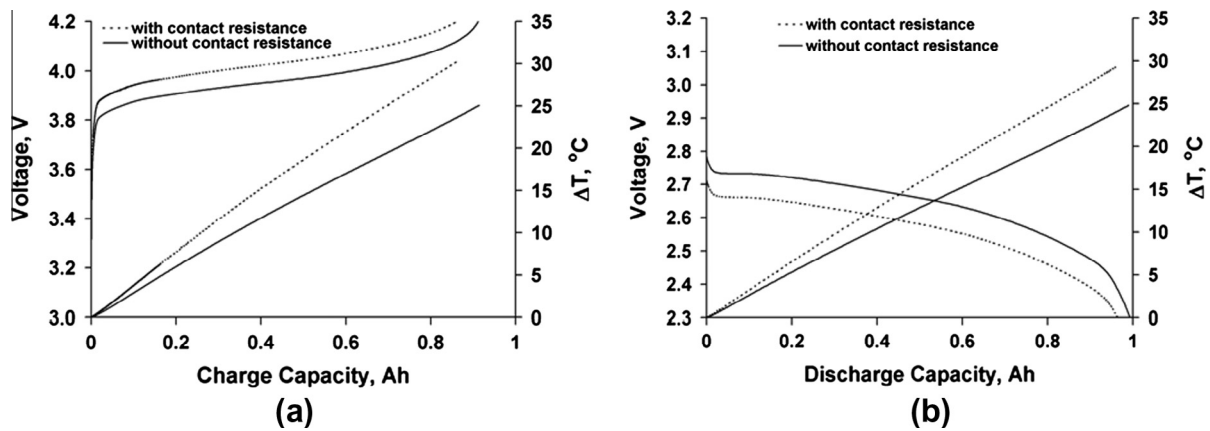 4.2
4.0
3.8
3.6
3.4
3.2
3.0
Voltage, V
with contact resistance
without contact resistance
35
30
25
20
15
10
5
0
ΔT, °C
0 0.2 0.4 0.6 0.8 1
Charge Capacity, Ah
(a)
3.2
3.1
3.0
2.9
2.8
2.7
2.6
2.5
2.4
2.3
Voltage, V
with contact resistance
without contact resistance
35
30
25
20
15
10
5
0
ΔT, °C
0 0.2 0.4 0.6 0.8 1
Discharge Capacity, Ah
(b)